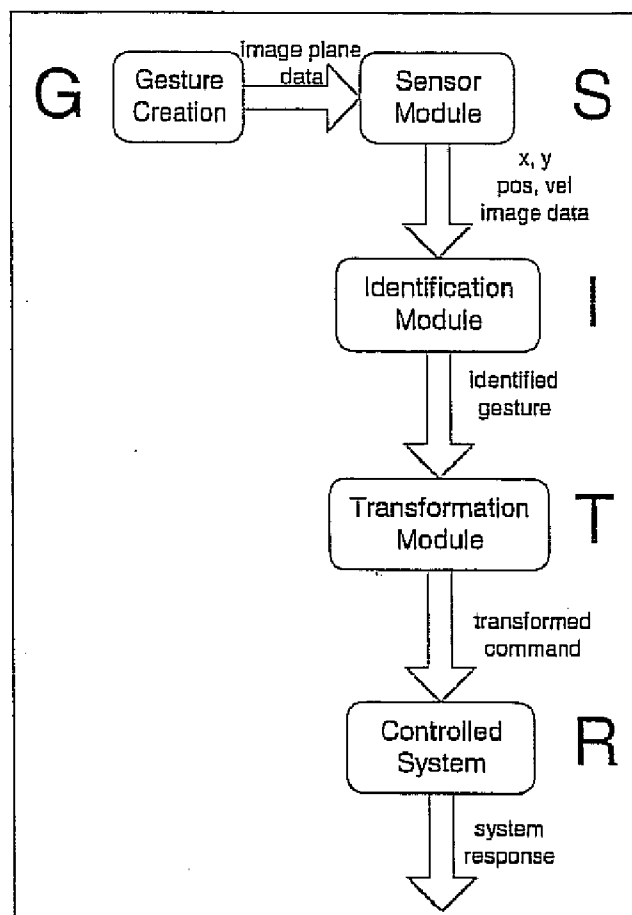 G
Gesture
Creation
image plane
data
Sensor
Module
S
x, y
pos, vel
image data
Identification
Module
I
identified
gesture
Transformation
Module
T
transformed
command
Controlled
System
R
system
response